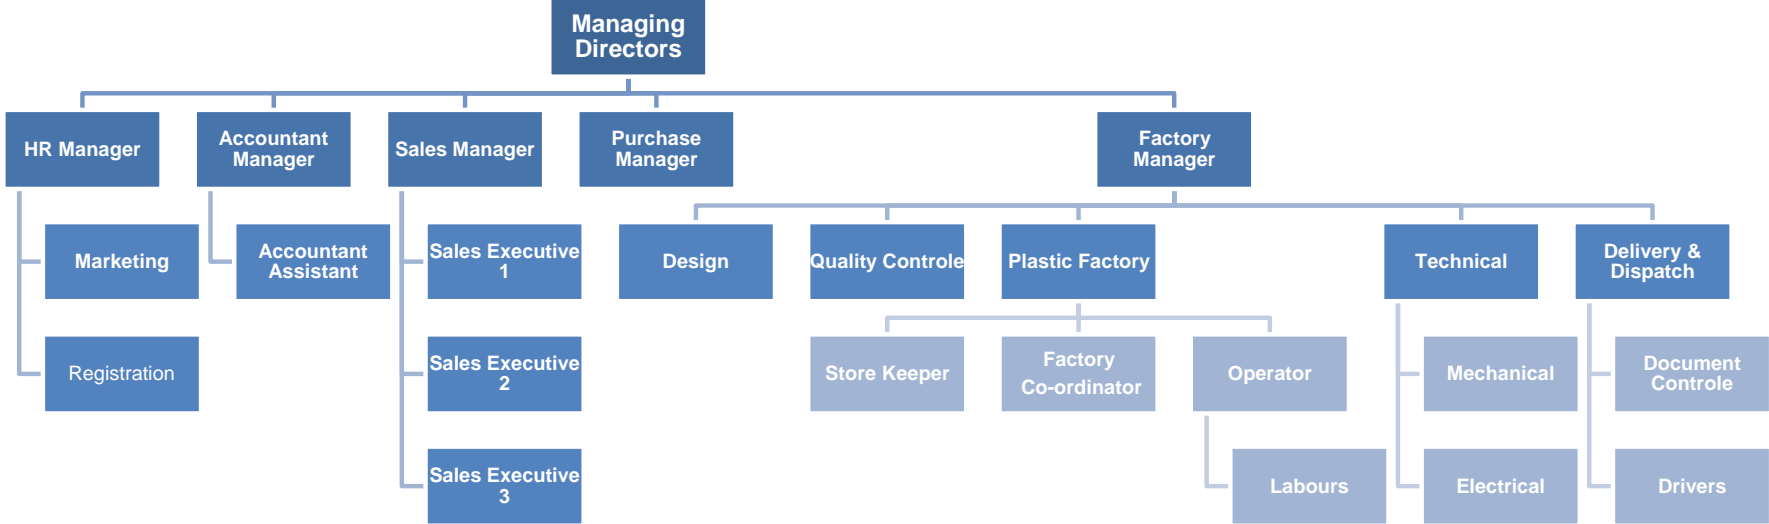 Managing
Directors
HR Manager
Accountant
Manager
Sales Manager
Purchase
Manager
Factory
Manager
Marketing
Accountant
Assistant
Sales Executive
1
Design
Quality Controle
Plastic Factory
Technical
Delivery &
Dispatch
Registration
Sales Executive
2
Store Keeper
Factory
Co-ordinator
Operator
Mechanical
Document
Controle
Sales Executive
3
Labours
Electrical
Drivers